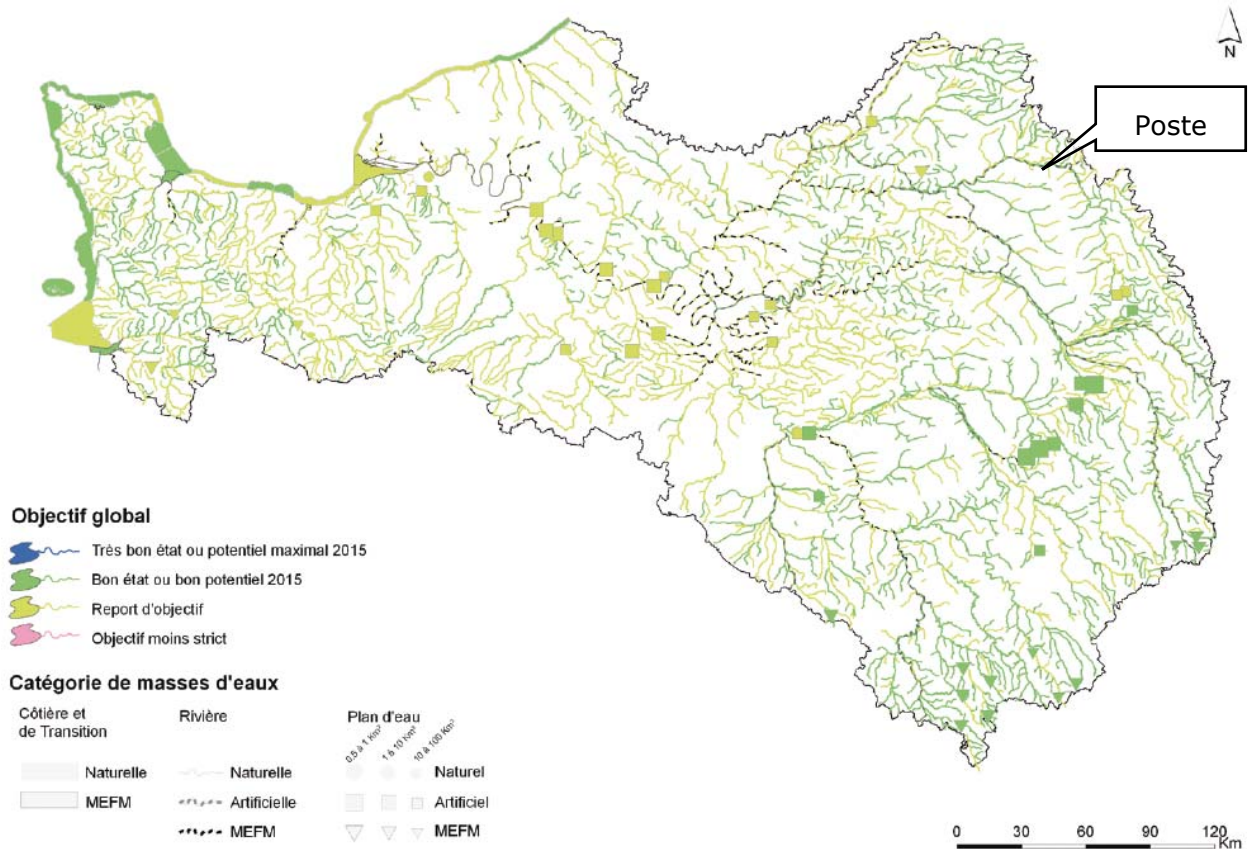 N
Poste
Objectif global
Très bon état ou potentiel maximal 2015
Bon état ou bon potentiel 2015
Report d'objectif
Objectif moins strict
Catégorie de masses d'eaux
Côtière et
de Transition
Rivière
Plan d'eau
0.5 à 1 Km²
1 à 10 Km²
10 à 100 Km²
Naturelle
Naturelle
Naturel
MEFM
Artificielle
Artificiel
MEFM
MEFM
0 30 60 90 120
Km